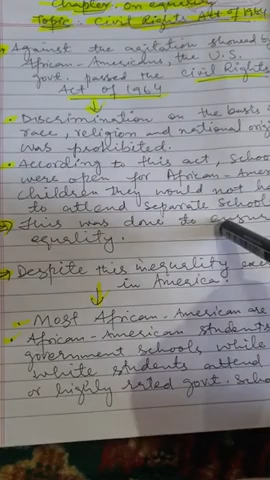 Chapter: On equality
Topic: Civil Rights Act of 1964
Against the agitation showed by
African-Americans, the U.S.
govt. passed the Civil Rights
Act of 1964
Discrimination on the basis
race, religion and national
was prohibited.
According to this act, School
were open for African-
children They would not
to attend separate School
This was done to
equality.
Despite this inequality
in America.
Most African-American are
African-American students
government schools while
white students attend
or highly rated govt.